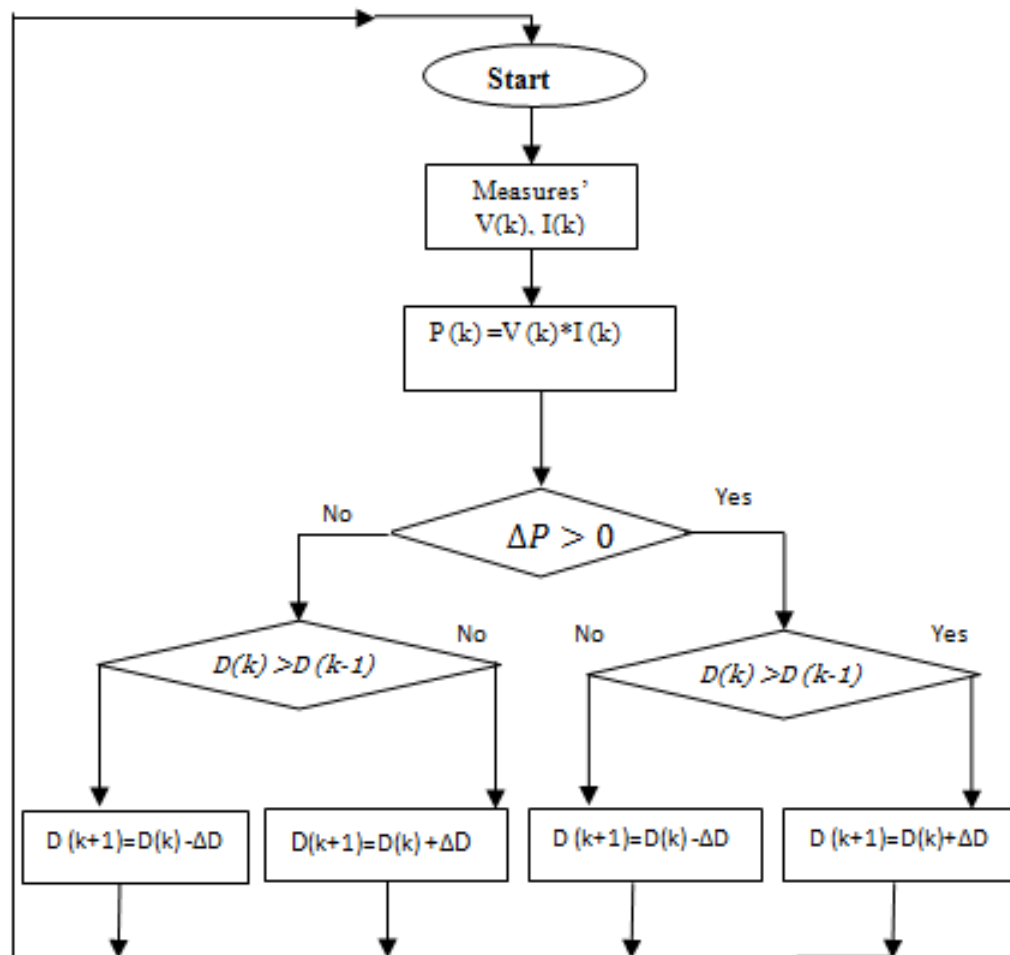 Start
Measures’
V(k), I(k)
P (k) =V (k)*I (k)
No
Yes
ΔP > 0
No
No
Yes
D(k) >D (k-1)
D(k) >D (k-1)
D (k+1)=D(k) -ΔD
D(k+1)=D(k) +ΔD
D (k+1)=D(k) -ΔD
D (k+1)=D(k)+ΔD